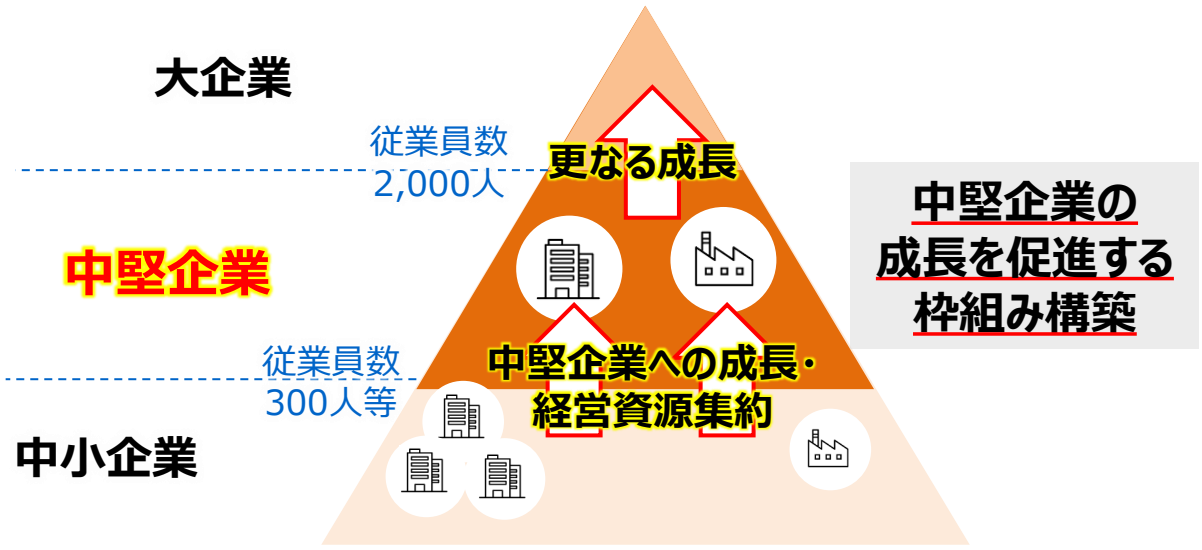 大企業
従業員数
2,000人
更なる成長
中堅企業
中堅企業の
成長を促進する
枠組み構築
従業員数
300人等
中堅企業への成長・
経営資源集約
中小企業